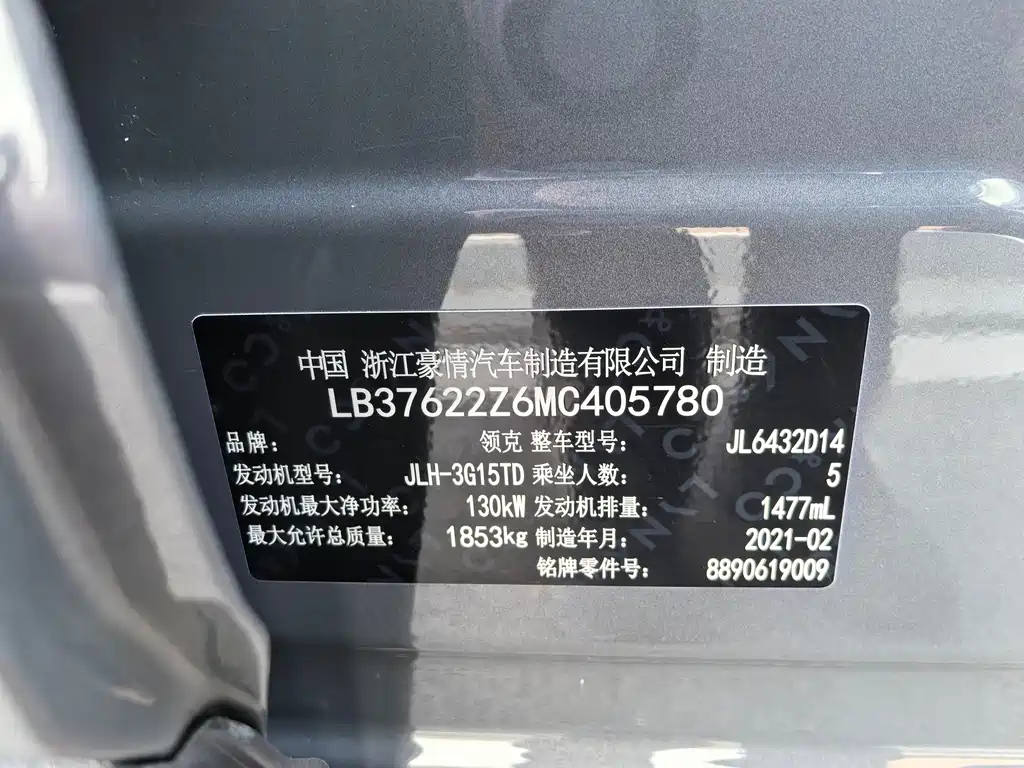 中国 浙江豪情汽车制造有限公司 制造
LB37622Z6MC405780
品牌： 领克 整车型号： JL6432D14
发动机型号： JLH-3G15TD 乘坐人数： 5
发动机最大净功率： 130kW 发动机排量： 1477mL
最大允许总质量： 1853kg 制造年月： 2021-02
铭牌零件号： 8890619009